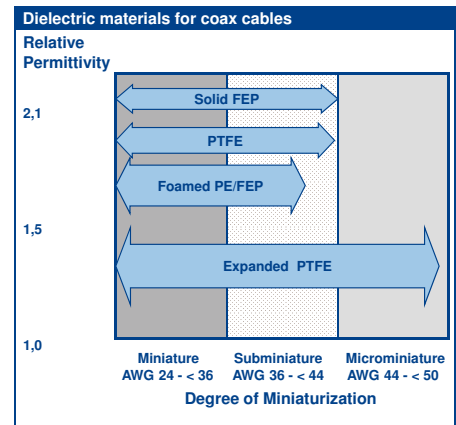 Dielectric materials for coax cables
Relative
Permittivity
2,1
Solid FEP
PTFE
Foamed PE/FEP
1,5
Expanded PTFE
1,0
Miniature Subminiature Microminiature
AWG 24 - < 36 AWG 36 - < 44 AWG 44 - < 50
Degree of Miniaturization